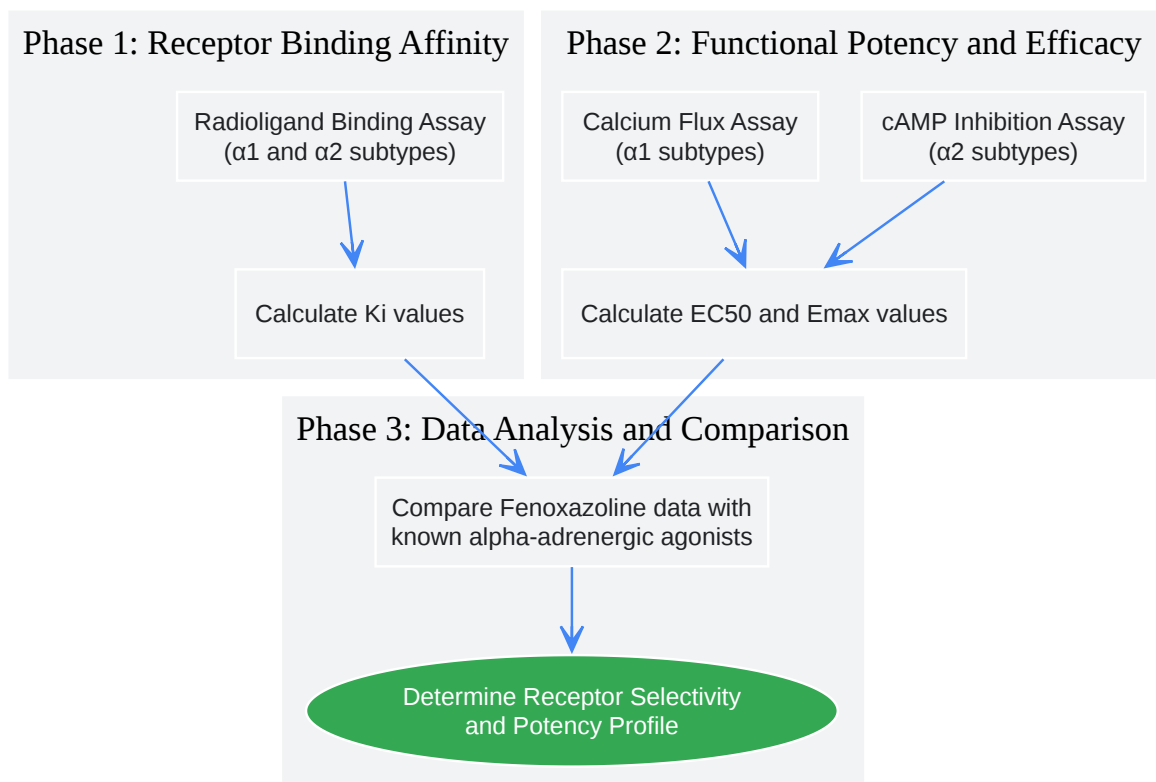 Phase 1: Receptor Binding Affinity
Radioligand Binding Assay
(α1 and α2 subtypes)
Calculate Ki values
Phase 2: Functional Potency and Efficacy
Calcium Flux Assay
(α1 subtypes)
cAMP Inhibition Assay
(α2 subtypes)
Calculate EC50 and Emax values
Phase 3: Data Analysis and Comparison
Compare Fenoxazoline data with
known alpha-adrenergic agonists
Determine Receptor Selectivity
and Potency Profile